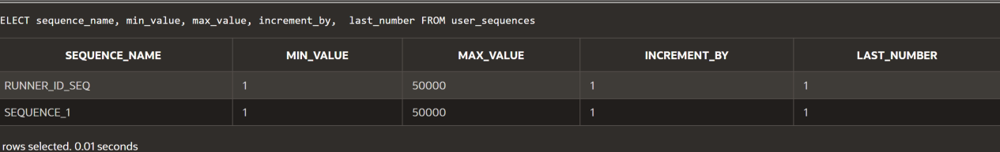 ELECT sequence_name, min_value, max_value, increment_by,  last_number FROM user_sequences
SEQUENCE_NAME MIN_VALUE MAX_VALUE INCREMENT_BY LAST_NUMBER
RUNNER_ID_SEQ 1 50000 1 1
SEQUENCE_1 1 50000 1 1
rows selected. 0.01 seconds